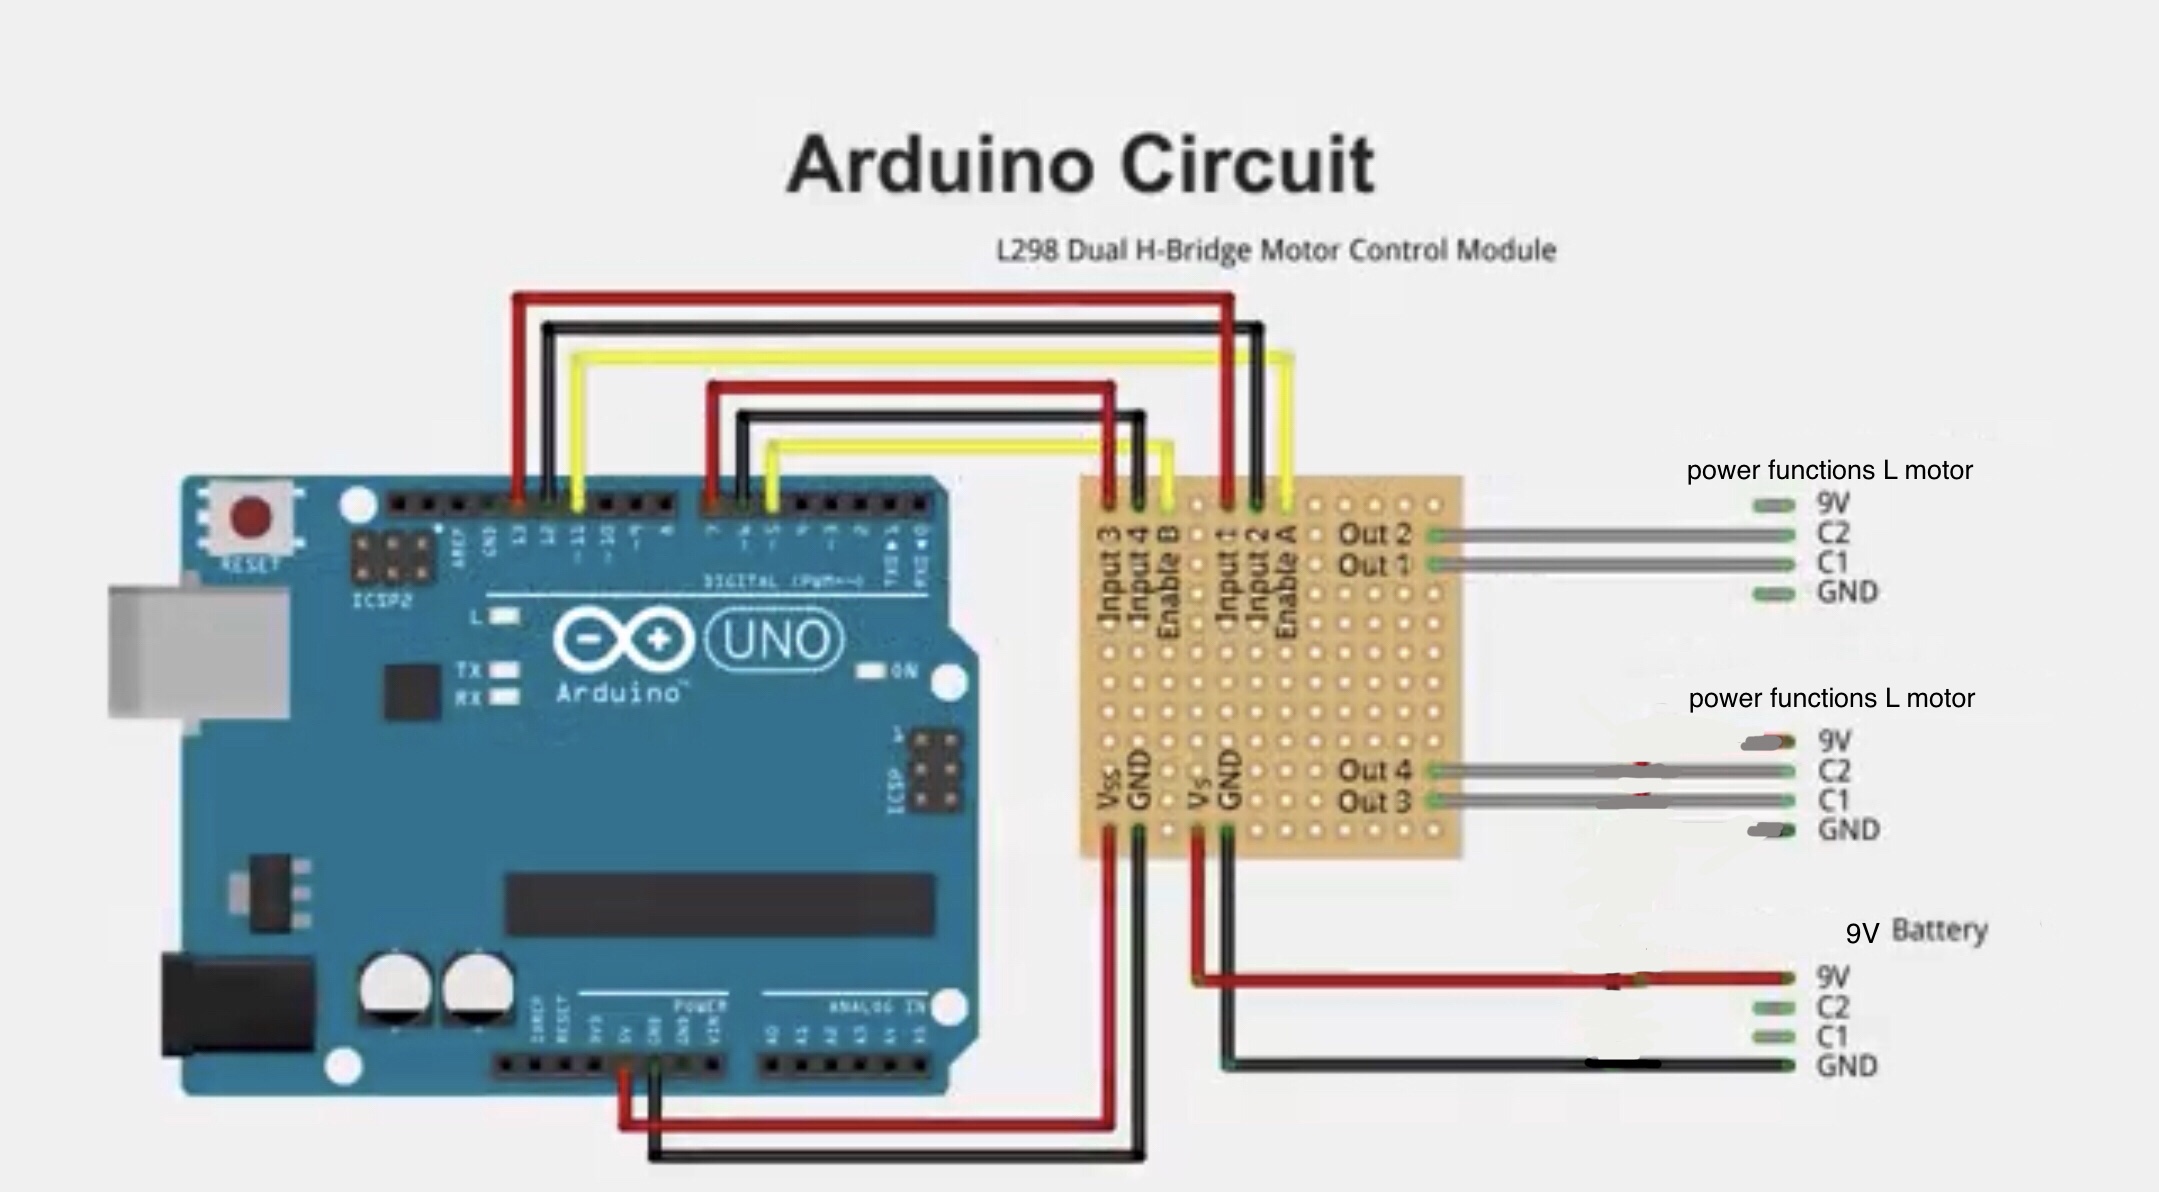 Arduino Circuit
L298 Dual H-Bridge Motor Control Module
RESET
ICSP2
AREF
GND
13
12
~11
~10
~9
8
7
~6
~5
4
~3
2
TX0▶1
RX0◀0
DIGITAL (PWM=~)
L
TX
RX
UNO
Arduino™
ON
ICSP
1
IOREF
RESET
3V3
5V
GND
GND
VIN
POWER
ANALOG IN
A0
A1
A2
A3
A4
A5
Input 3
Input 4
Enable B
Input 1
Input 2
Enable A
Out 2
Out 1
Out 4
Out 3
Vss
GND
Vs
GND
power functions L motor
9V
C2
C1
GND
power functions L motor
9V
C2
C1
GND
9V Battery
9V
C2
C1
GND